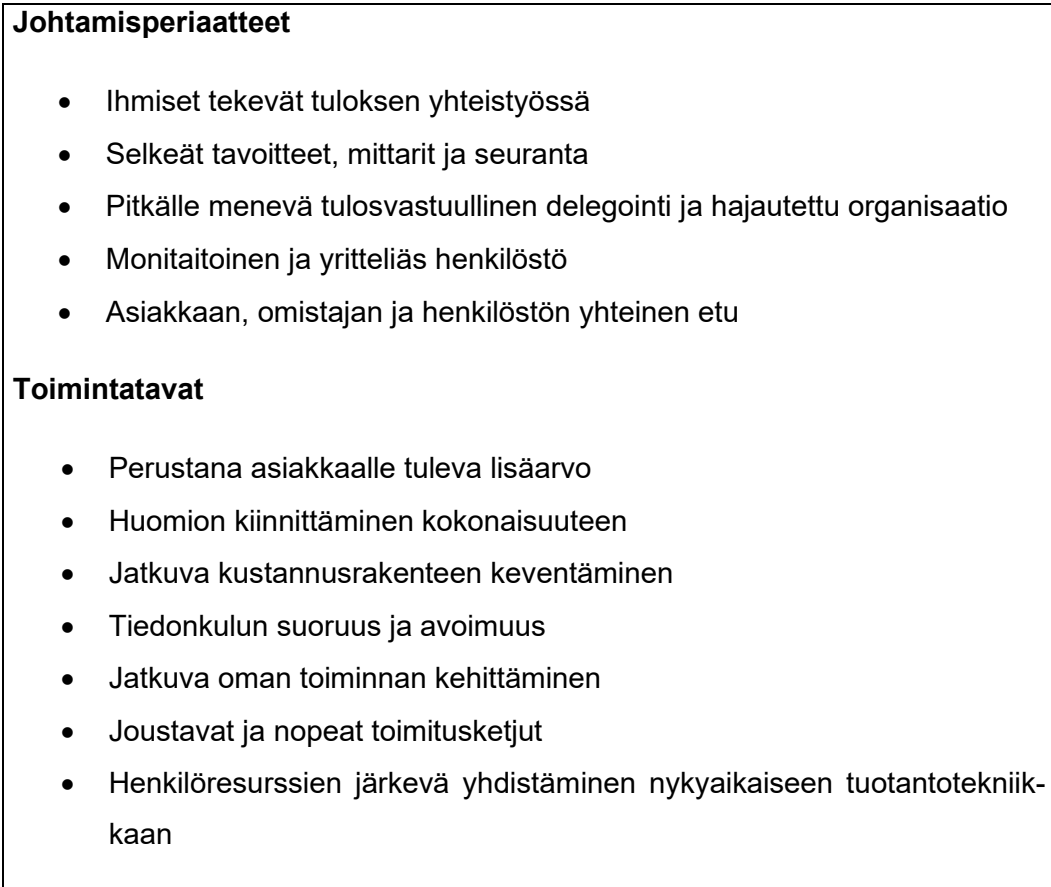 Johtamisperiaatteet
• Ihmiset tekevät tuloksen yhteistyössä
• Selkeät tavoitteet, mittarit ja seuranta
• Pitkälle menevä tulosvastuullinen delegointi ja hajautettu organisaatio
• Monitaitoinen ja yritteliäs henkilöstö
• Asiakkaan, omistajan ja henkilöstön yhteinen etu
Toimintatavat
• Perustana asiakkaalle tuleva lisäarvo
• Huomion kiinnittäminen kokonaisuuteen
• Jatkuva kustannusrakenteen keventäminen
• Tiedonkulun suoruus ja avoimuus
• Jatkuva oman toiminnan kehittäminen
• Joustavat ja nopeat toimitusketjut
• Henkilöresurssien järkevä yhdistäminen nykyaikaiseen tuotantotekniik-
kaan